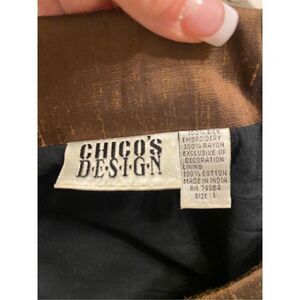 CHICO'S
D·E·S·I·G·N
100% SILK
EMBROIDERY
100% RAYON
EXCLUSIVE OF
DECORATION
LINING
100% COTTON
MADE IN INDIA
RN 79984
SIZE 1